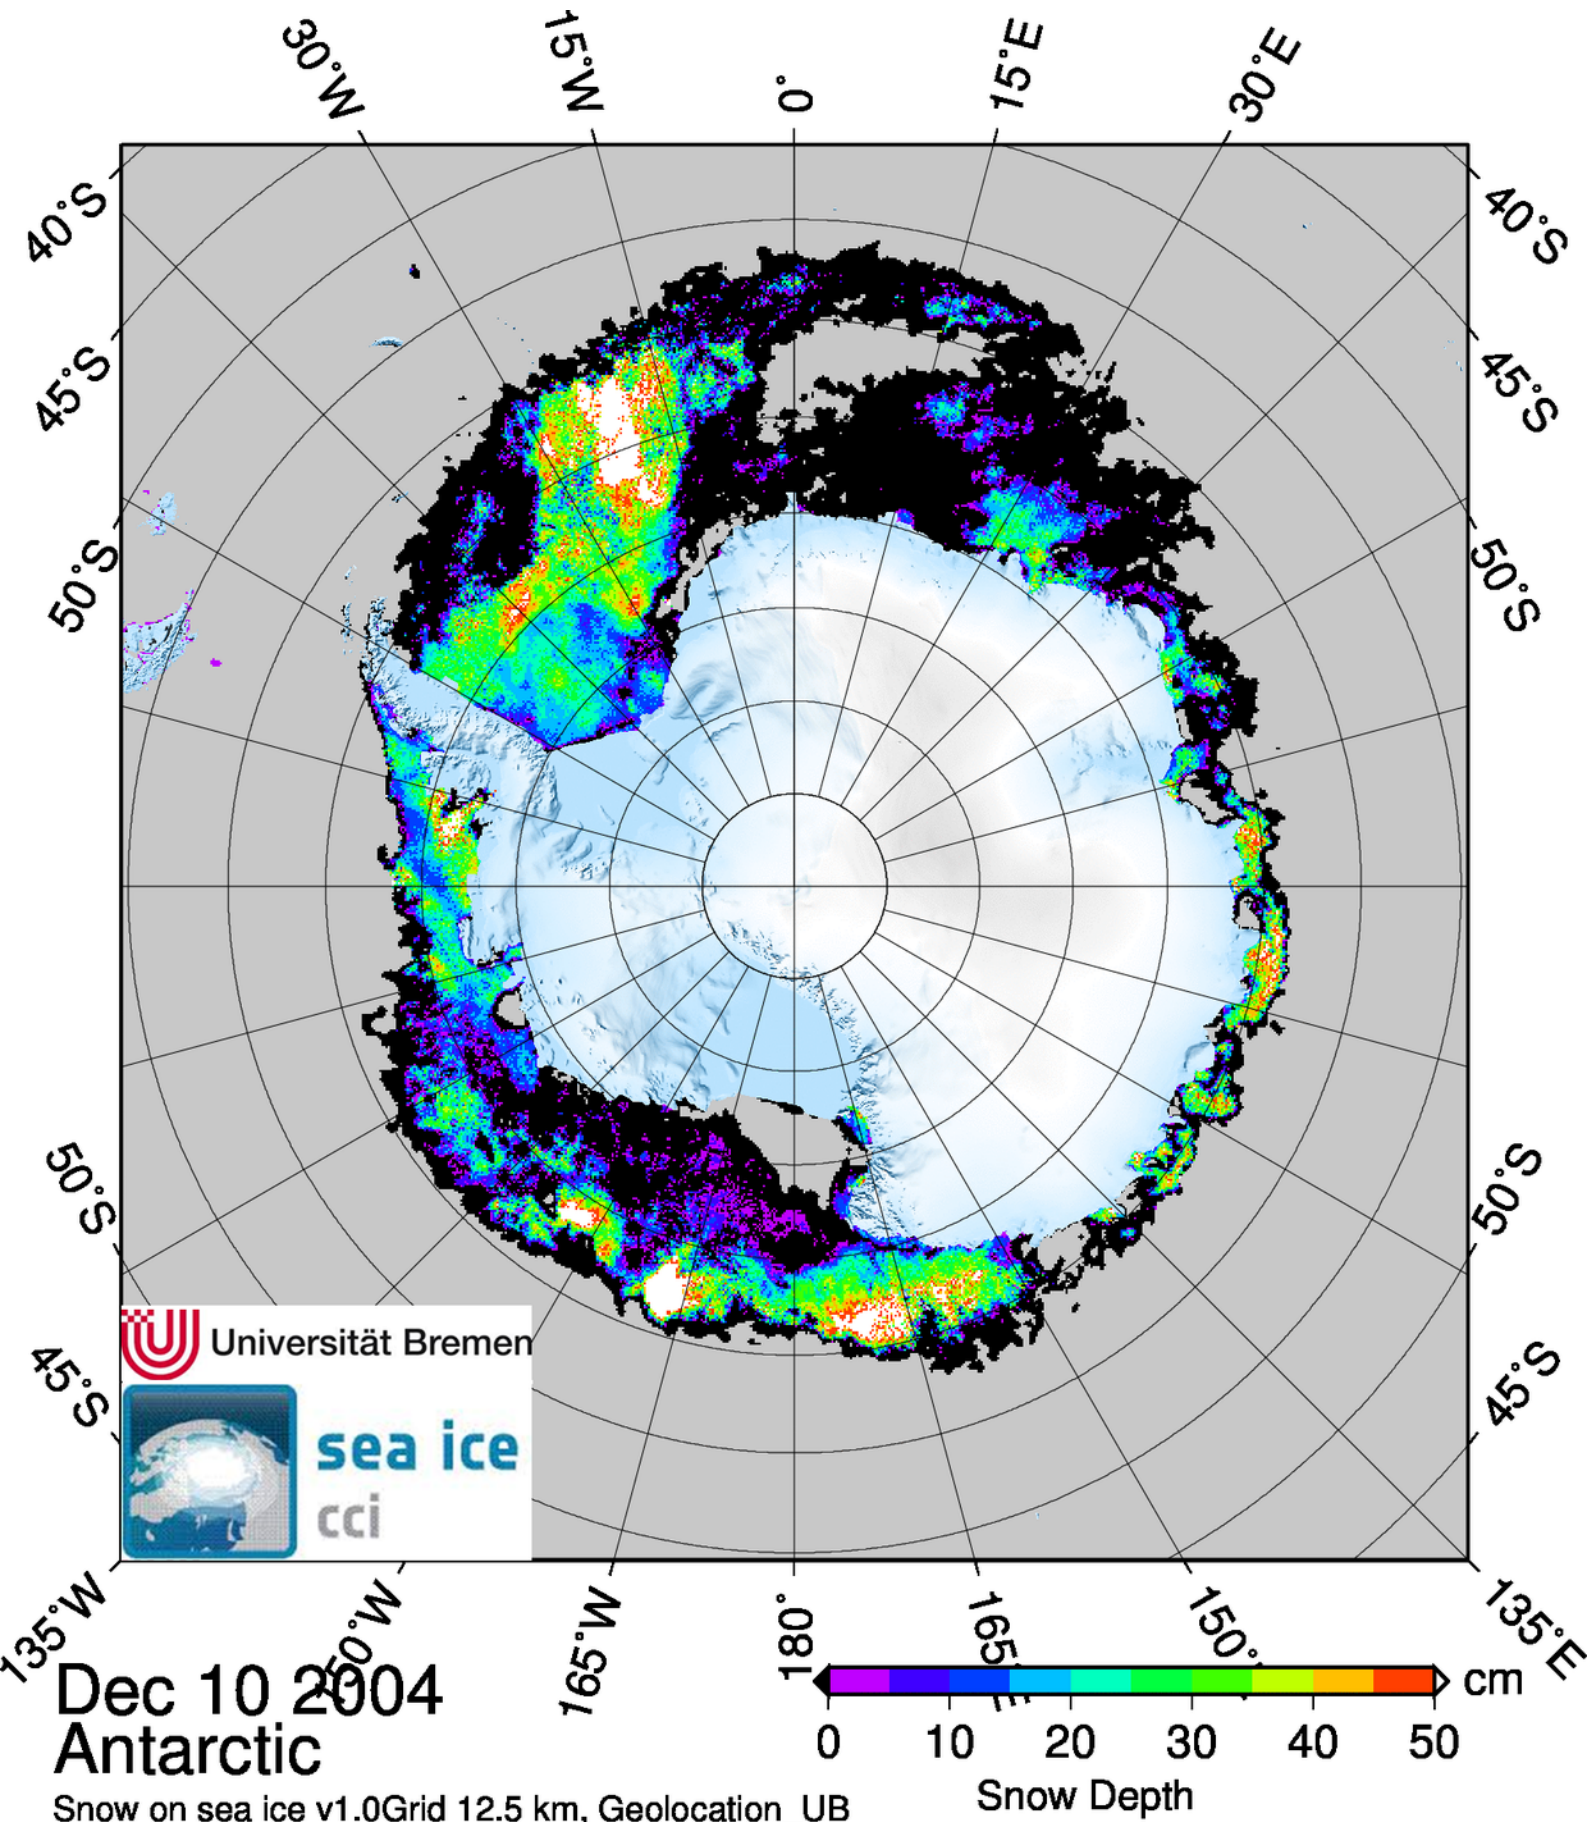 30°W
15°W
0°
15°E
30°E
40°S
40°S
45°S
45°S
50°S
50°S
50°S
50°S
45°S
45°S
Universität Bremen
sea ice
cci
135°W
165°W
180°
135°E
Dec 10 2004
Antarctic
Snow on sea ice v1.0Grid 12.5 km, Geolocation UB
cm
0 10 20 30 40 50
Snow Depth